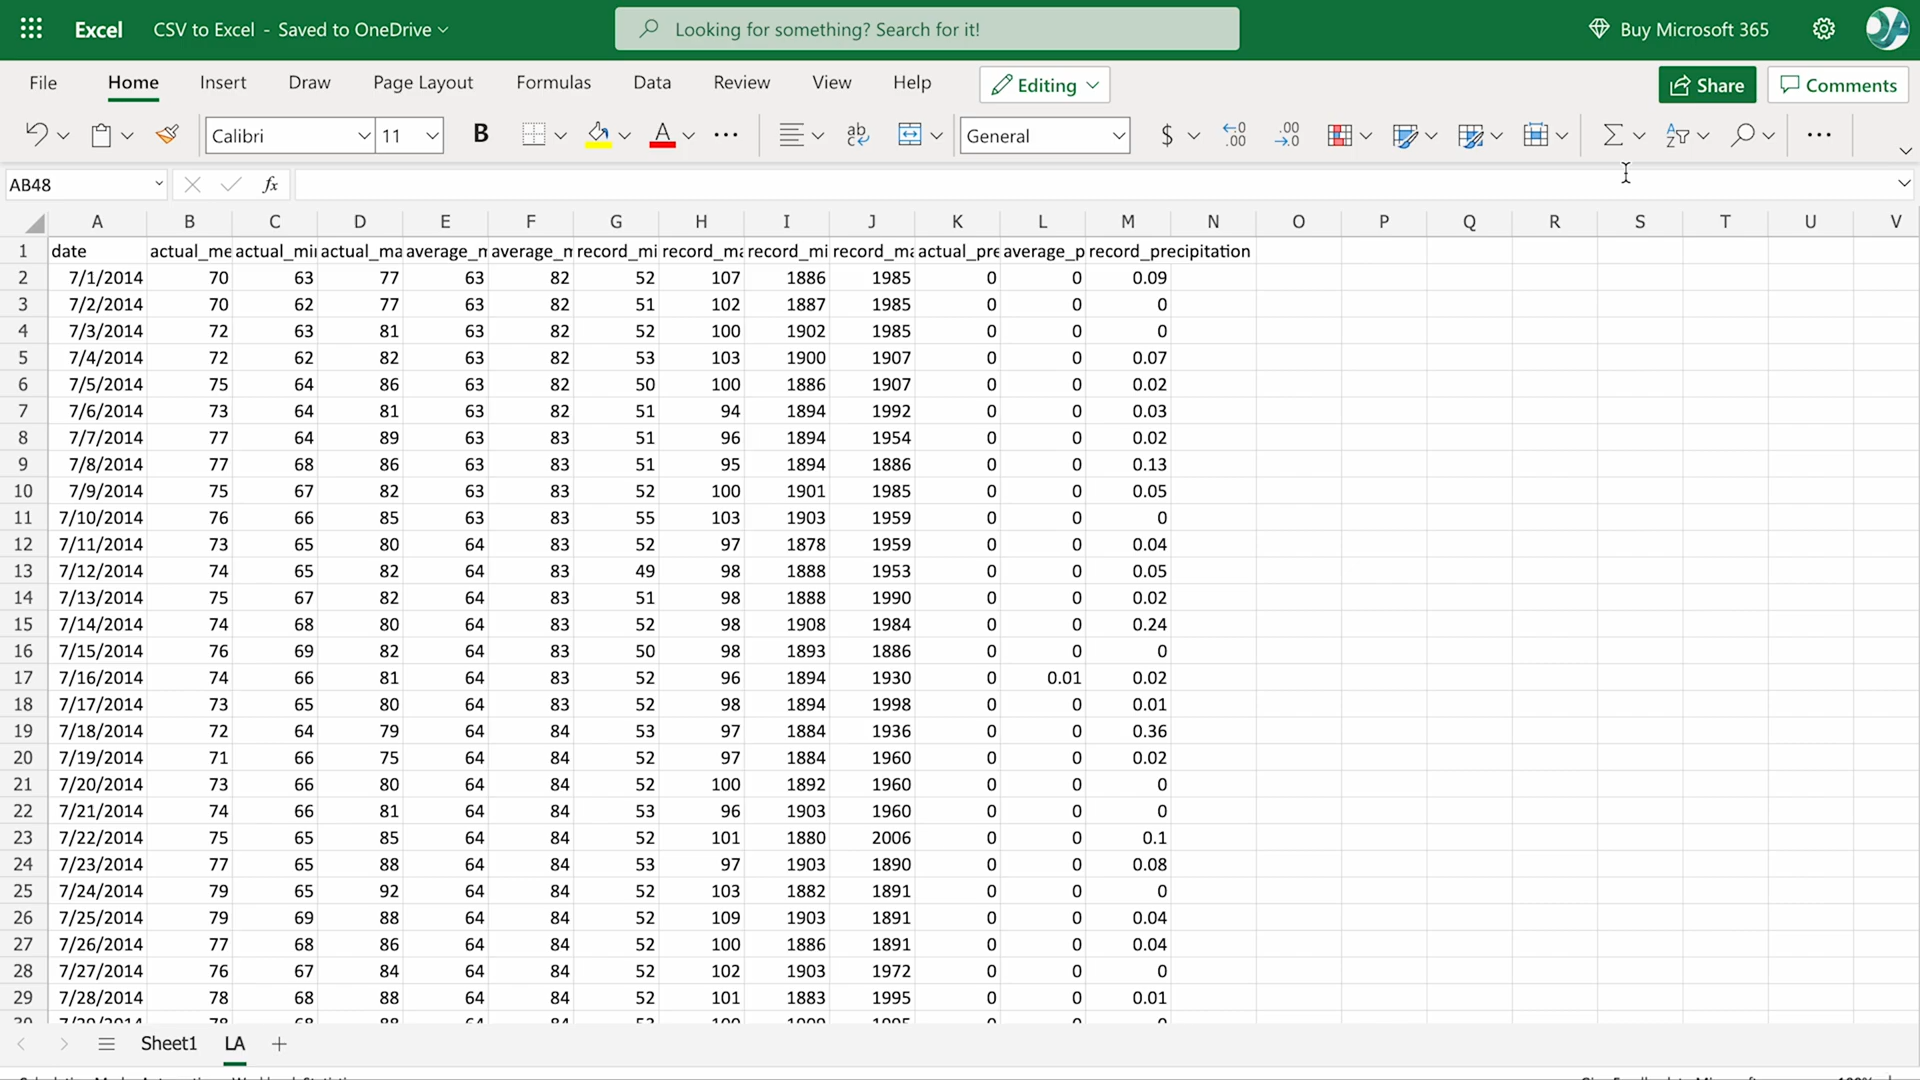 Excel CSV to Excel - Saved to OneDrive Looking for something? Search for it! Buy Microsoft 365
File Home Insert Draw Page Layout Formulas Data Review View Help Editing Share Comments
Calibri 11 B A ab General $ .00 .00 ...
AB48 fx
A B C D E F G H I J K L M N O P Q R S T U V
1 date actual_me actual_mi actual_ma average_m average_m record_mi record_ma record_mi record_ma actual_pre average_p record_precipitation
2 7/1/2014 70 63 77 63 82 52 107 1886 1985 0 0 0.09
3 7/2/2014 70 62 77 63 82 51 102 1887 1985 0 0 0
4 7/3/2014 72 63 81 63 82 52 100 1902 1985 0 0 0
5 7/4/2014 72 62 82 63 82 53 103 1900 1907 0 0 0.07
6 7/5/2014 75 64 86 63 82 50 100 1886 1907 0 0 0.02
7 7/6/2014 73 64 81 63 82 51 94 1894 1992 0 0 0.03
8 7/7/2014 77 64 89 63 83 51 96 1894 1954 0 0 0.02
9 7/8/2014 77 68 86 63 83 51 95 1894 1886 0 0 0.13
10 7/9/2014 75 67 82 63 83 52 100 1901 1985 0 0 0.05
11 7/10/2014 76 66 85 63 83 55 103 1903 1959 0 0 0
12 7/11/2014 73 65 80 64 83 52 97 1878 1959 0 0 0.04
13 7/12/2014 74 65 82 64 83 49 98 1888 1953 0 0 0.05
14 7/13/2014 75 67 82 64 83 51 98 1888 1990 0 0 0.02
15 7/14/2014 74 68 80 64 83 52 98 1908 1984 0 0 0.24
16 7/15/2014 76 69 82 64 83 50 98 1893 1886 0 0 0
17 7/16/2014 74 66 81 64 83 52 96 1894 1930 0 0.01 0.02
18 7/17/2014 73 65 80 64 83 52 98 1894 1998 0 0 0.01
19 7/18/2014 72 64 79 64 84 53 97 1884 1936 0 0 0.36
20 7/19/2014 71 66 75 64 84 52 97 1884 1960 0 0 0.02
21 7/20/2014 73 66 80 64 84 52 100 1892 1960 0 0 0
22 7/21/2014 74 66 81 64 84 53 96 1903 1960 0 0 0
23 7/22/2014 75 65 85 64 84 52 101 1880 2006 0 0 0.1
24 7/23/2014 77 65 88 64 84 53 97 1903 1890 0 0 0.08
25 7/24/2014 79 65 92 64 84 52 103 1882 1891 0 0 0
26 7/25/2014 79 69 88 64 84 52 109 1903 1891 0 0 0.04
27 7/26/2014 77 68 86 64 84 52 100 1886 1891 0 0 0.04
28 7/27/2014 76 67 84 64 84 52 102 1903 1972 0 0 0
29 7/28/2014 78 68 88 64 84 52 101 1883 1995 0 0 0.01
Sheet1 LA